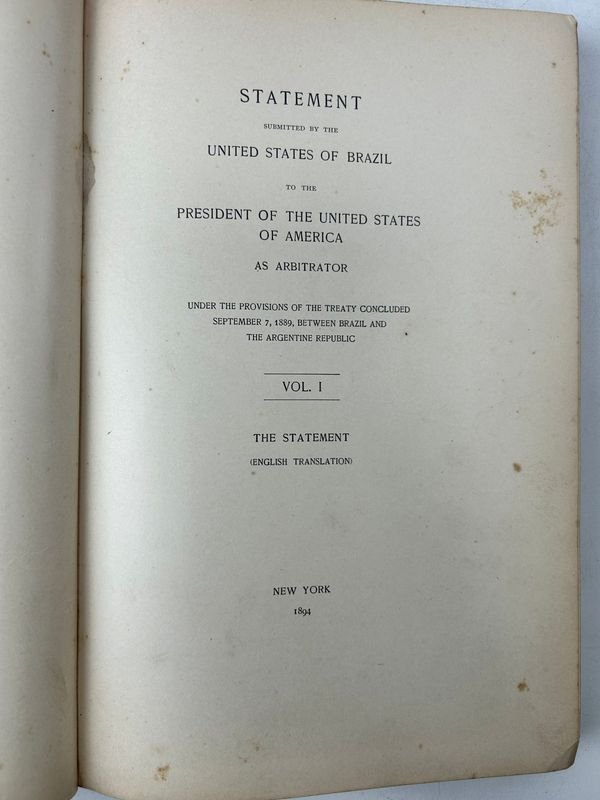 STATEMENT
SUBMITTED BY THE
UNITED STATES OF BRAZIL
TO THE
PRESIDENT OF THE UNITED STATES
OF AMERICA
AS ARBITRATOR
UNDER THE PROVISIONS OF THE TREATY CONCLUDED
SEPTEMBER 7, 1889, BETWEEN BRAZIL AND
THE ARGENTINE REPUBLIC
VOL. I
THE STATEMENT
(ENGLISH TRANSLATION)
NEW YORK
1894